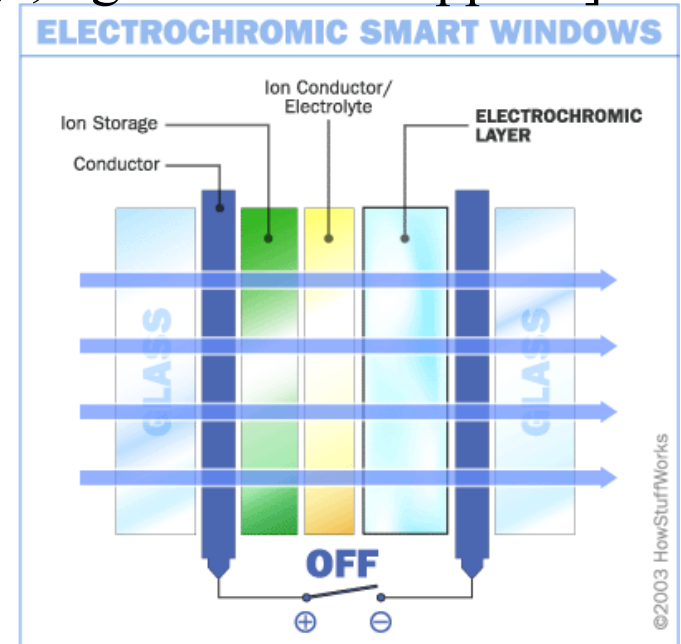 ELECTROCHROMIC SMART WINDOWS
Ion Conductor/
Electrolyte
Ion Storage
ELECTROCHROMIC
LAYER
Conductor
GLASS
GLASS
OFF
⊕ ⊖
©2003 HowStuffWorks